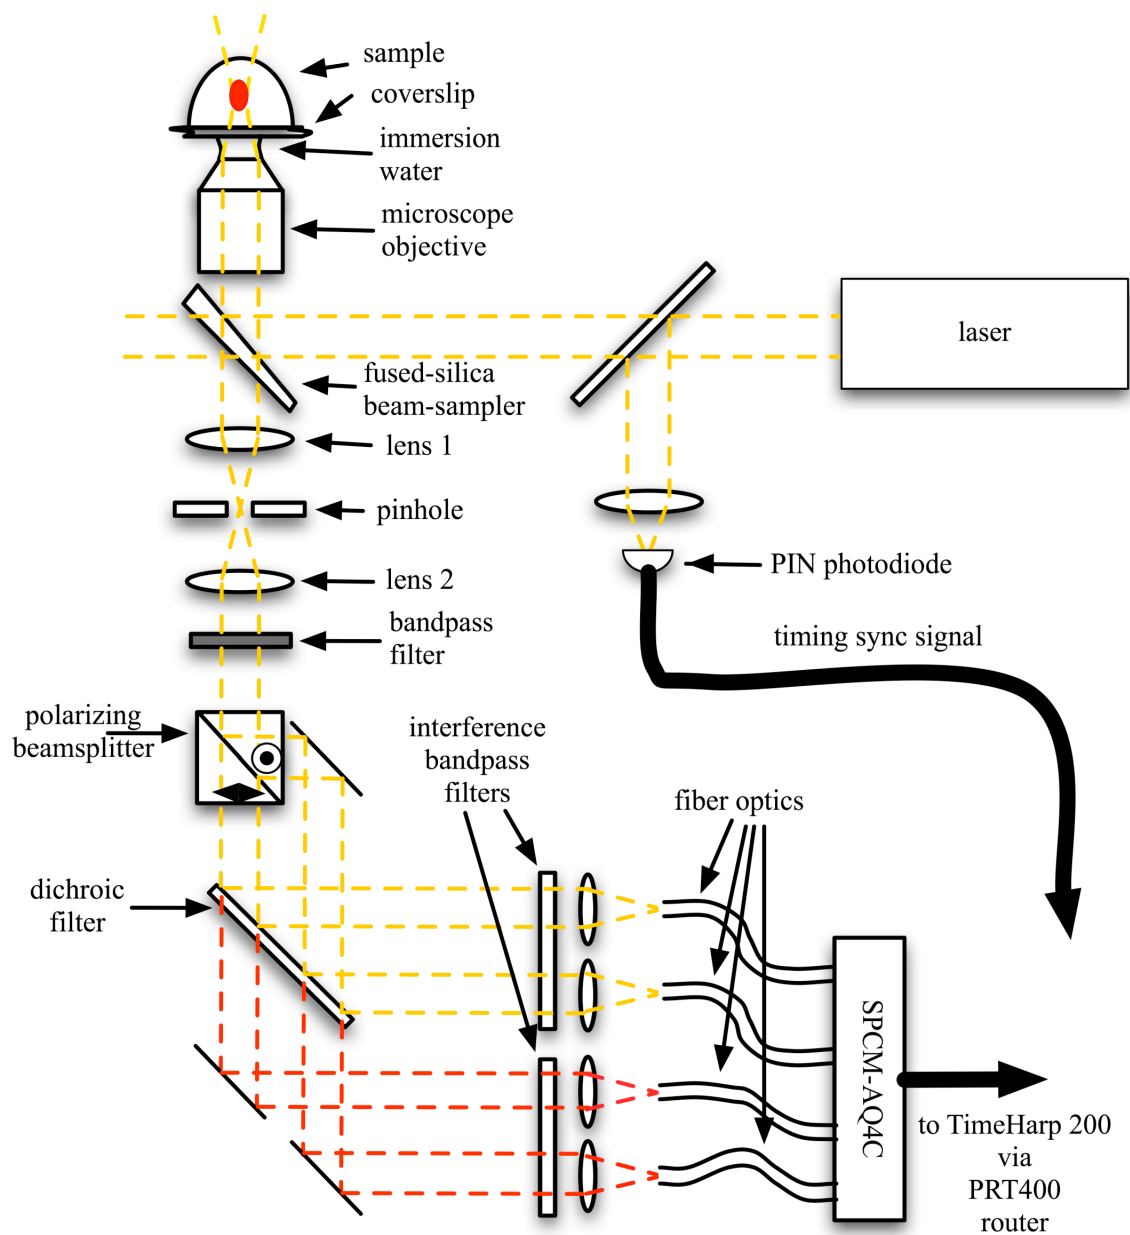 sample
coverslip
immersion
water
microscope
objective
laser
fused-silica
beam-sampler
lens 1
pinhole
lens 2
PIN photodiode
bandpass
filter
timing sync signal
polarizing
beamsplitter
interference
bandpass
filters
fiber optics
dichroic
filter
SPCM-AQ4C
to TimeHarp 200
via
PRT400
router